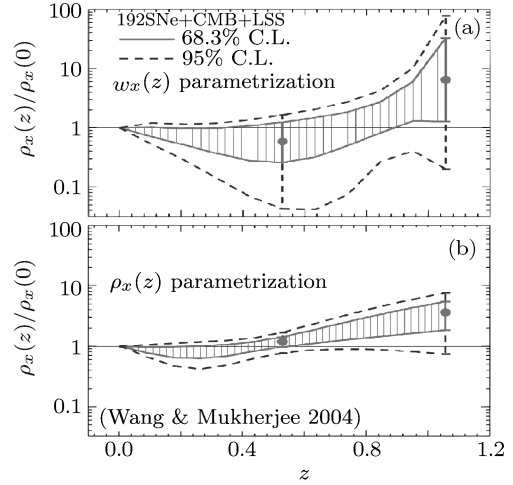 192SNe+CMB+LSS
(a)
68.3% C.L.
95% C.L.
w_x(z) parametrization
ρ_x(z)/ρ_x(0)
100
10
1
0.1
(b)
ρ_x(z) parametrization
ρ_x(z)/ρ_x(0)
100
10
1
0.1
(Wang & Mukherjee 2004)
0.0 0.4 0.8 1.2
z